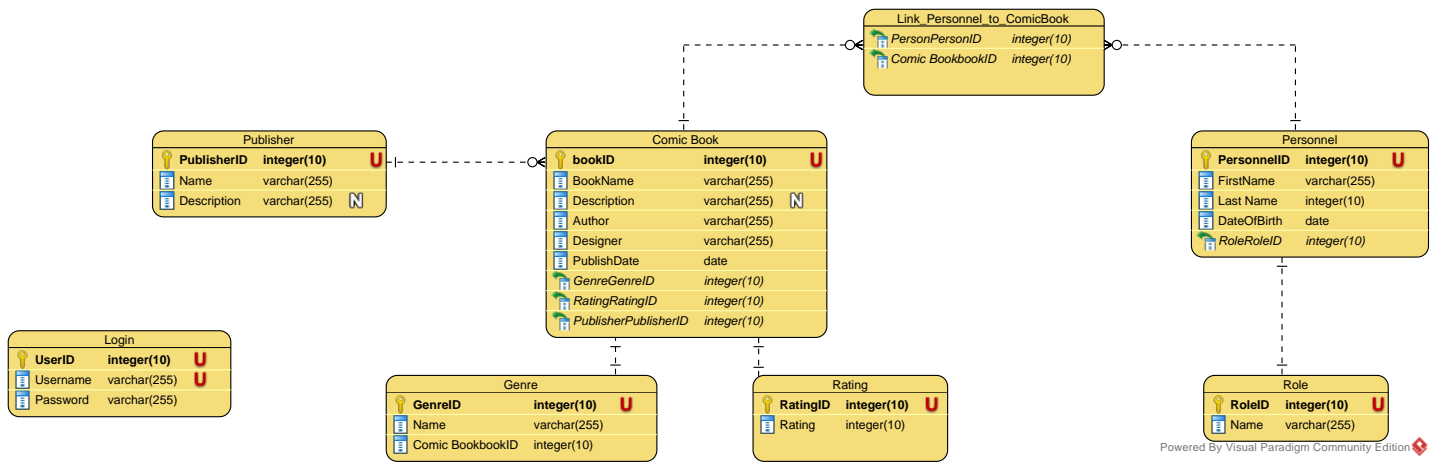 Link_Personnel_to_ComicBook
PersonPersonID integer(10)
Comic BookbookID integer(10)
Publisher
PublisherID integer(10) U
Name varchar(255)
Description varchar(255) N
Comic Book
bookID integer(10) U
BookName varchar(255)
Description varchar(255) N
Author varchar(255)
Designer varchar(255)
PublishDate date
GenreGenreID integer(10)
RatingRatingID integer(10)
PublisherPublisherID integer(10)
Personnel
PersonnelID integer(10) U
FirstName varchar(255)
Last Name integer(10)
DateOfBirth date
RoleRoleID integer(10)
Login
UserID integer(10) U
Username varchar(255) U
Password varchar(255)
Genre
GenreID integer(10) U
Name varchar(255)
Comic BookbookID integer(10)
Rating
RatingID integer(10) U
Rating integer(10)
Role
RoleID integer(10) U
Name varchar(255)
Powered By Visual Paradigm Community Edition